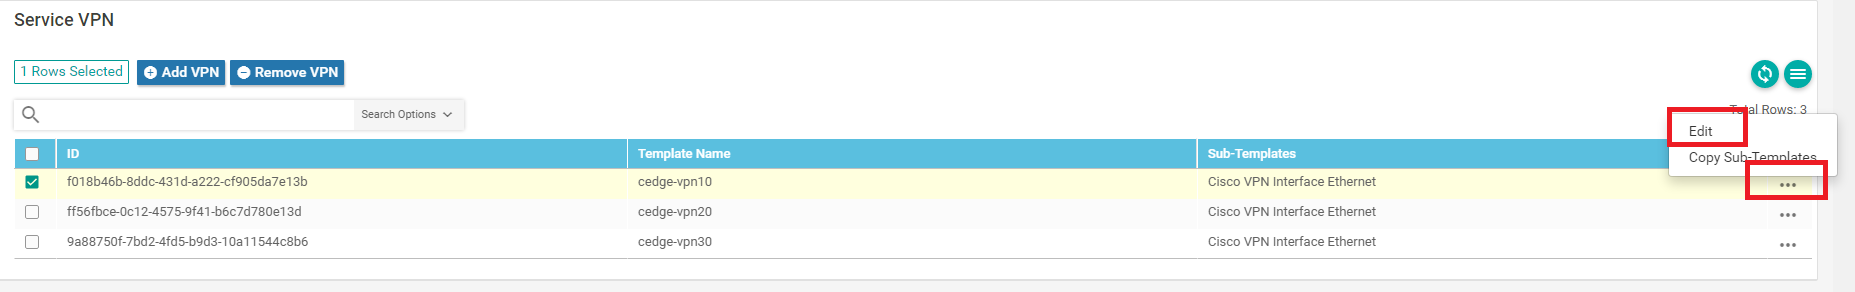 Service VPN
1 Rows Selected Add VPN Remove VPN
Search Options Total Rows: 3
Edit
Copy Sub-Templates
ID Template Name Sub-Templates
f018b46b-8ddc-431d-a222-cf905da7e13b cedge-vpn10 Cisco VPN Interface Ethernet
ff56fbce-0c12-4575-9f41-b6c7d780e13d cedge-vpn20 Cisco VPN Interface Ethernet
9a88750f-7bd2-4fd5-b9d3-10a11544c8b6 cedge-vpn30 Cisco VPN Interface Ethernet